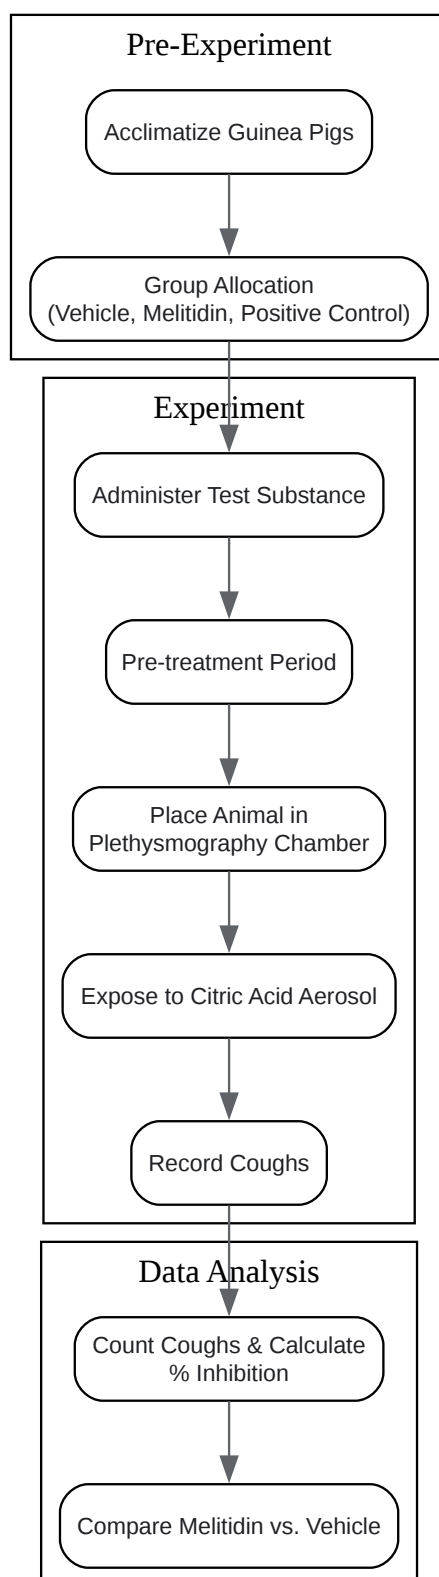 Pre-Experiment
Acclimatize Guinea Pigs
Group Allocation
(Vehicle, Melitidin, Positive Control)
Experiment
Administer Test Substance
Pre-treatment Period
Place Animal in
Plethysmography Chamber
Expose to Citric Acid Aerosol
Record Coughs
Data Analysis
Count Coughs & Calculate
% Inhibition
Compare Melitidin vs. Vehicle